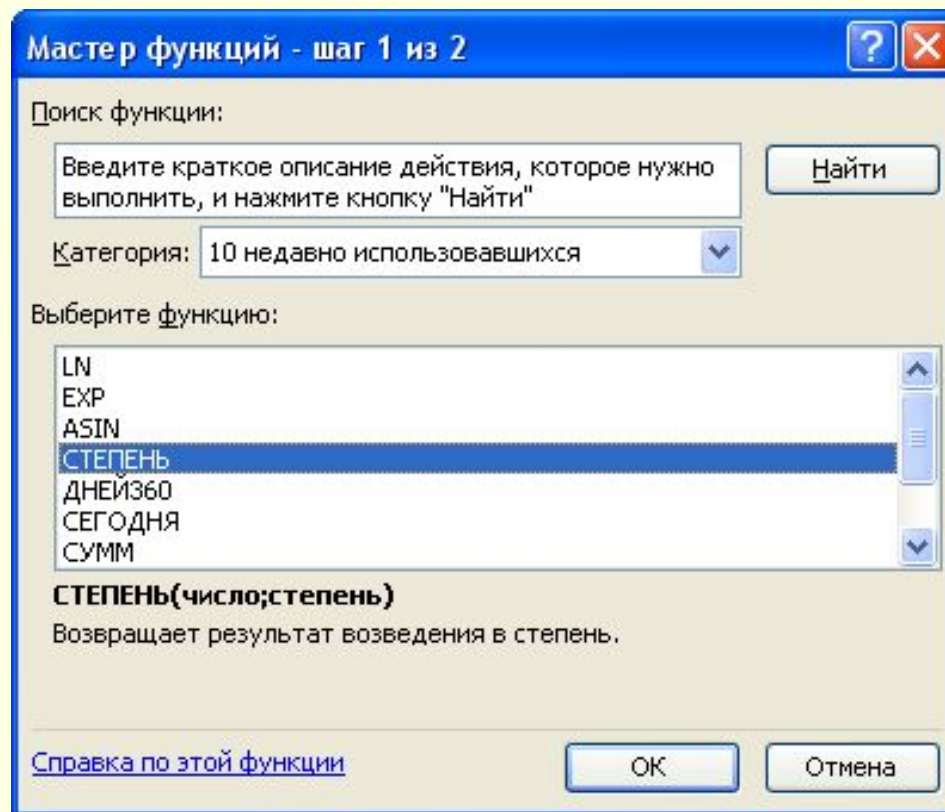 Мастер функций - шаг 1 из 2
Поиск функции:
Введите краткое описание действия, которое нужно
выполнить, и нажмите кнопку "Найти"
Найти
Категория: 10 недавно использовавшихся
Выберите функцию:
LN
EXP
ASIN
СТЕПЕНЬ
ДНЕЙ360
СЕГОДНЯ
СУММ
СТЕПЕНЬ(число;степень)
Возвращает результат возведения в степень.
Справка по этой функции
ОК
Отмена